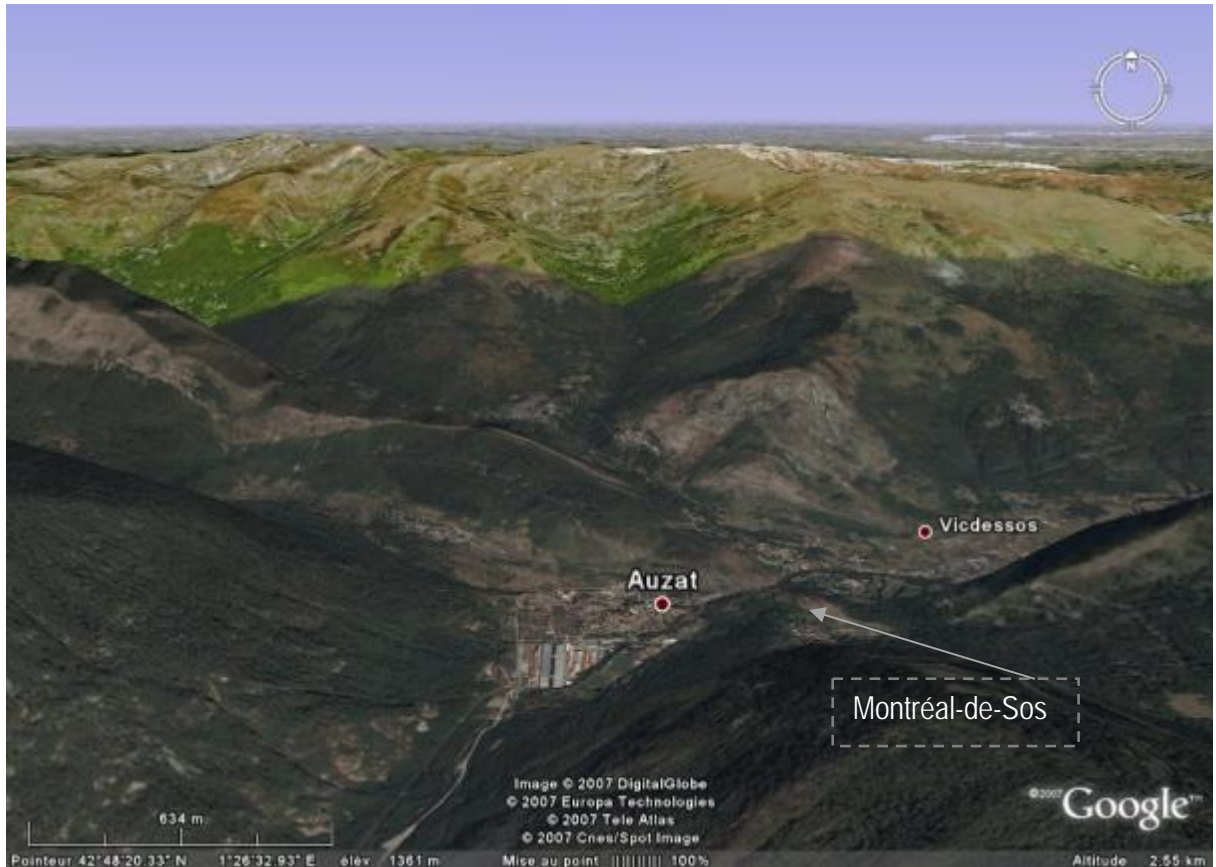 N
Vicdessos
Auzat
Montréal-de-Sos
Image © 2007 DigitalGlobe
© 2007 Europa Technologies
© 2007 Tele Atlas
© 2007 Cnes/Spot Image
©2007 Google™
634 m
Pointeur 42°48'20.33" N 1°26'32.93" E élév. 1361 m Mise au point ||||||||| 100% Altitude 2.55 km